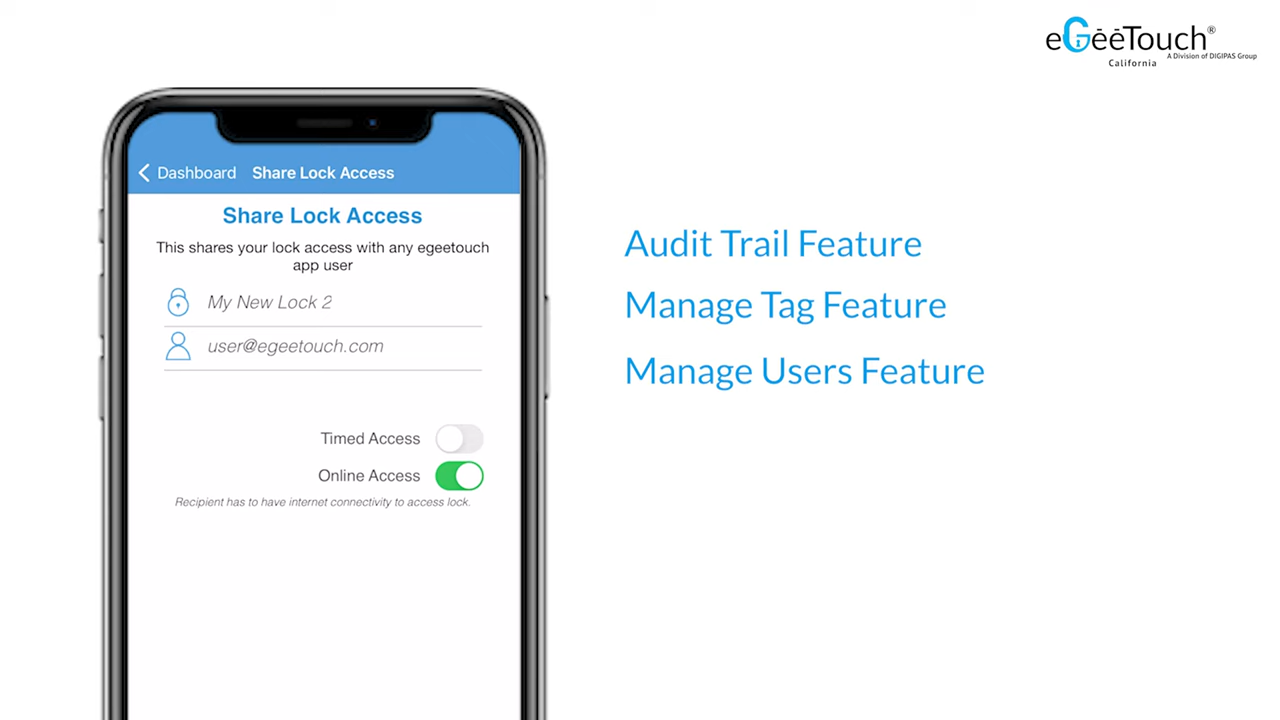 eGeeTouch®
A Division of DIGIPAS Group
California
Dashboard
Share Lock Access
Share Lock Access
This shares your lock access with any egeetouch
app user
My New Lock 2
user@egeetouch.com
Timed Access
Online Access
Recipient has to have internet connectivity to access lock.
Audit Trail Feature
Manage Tag Feature
Manage Users Feature